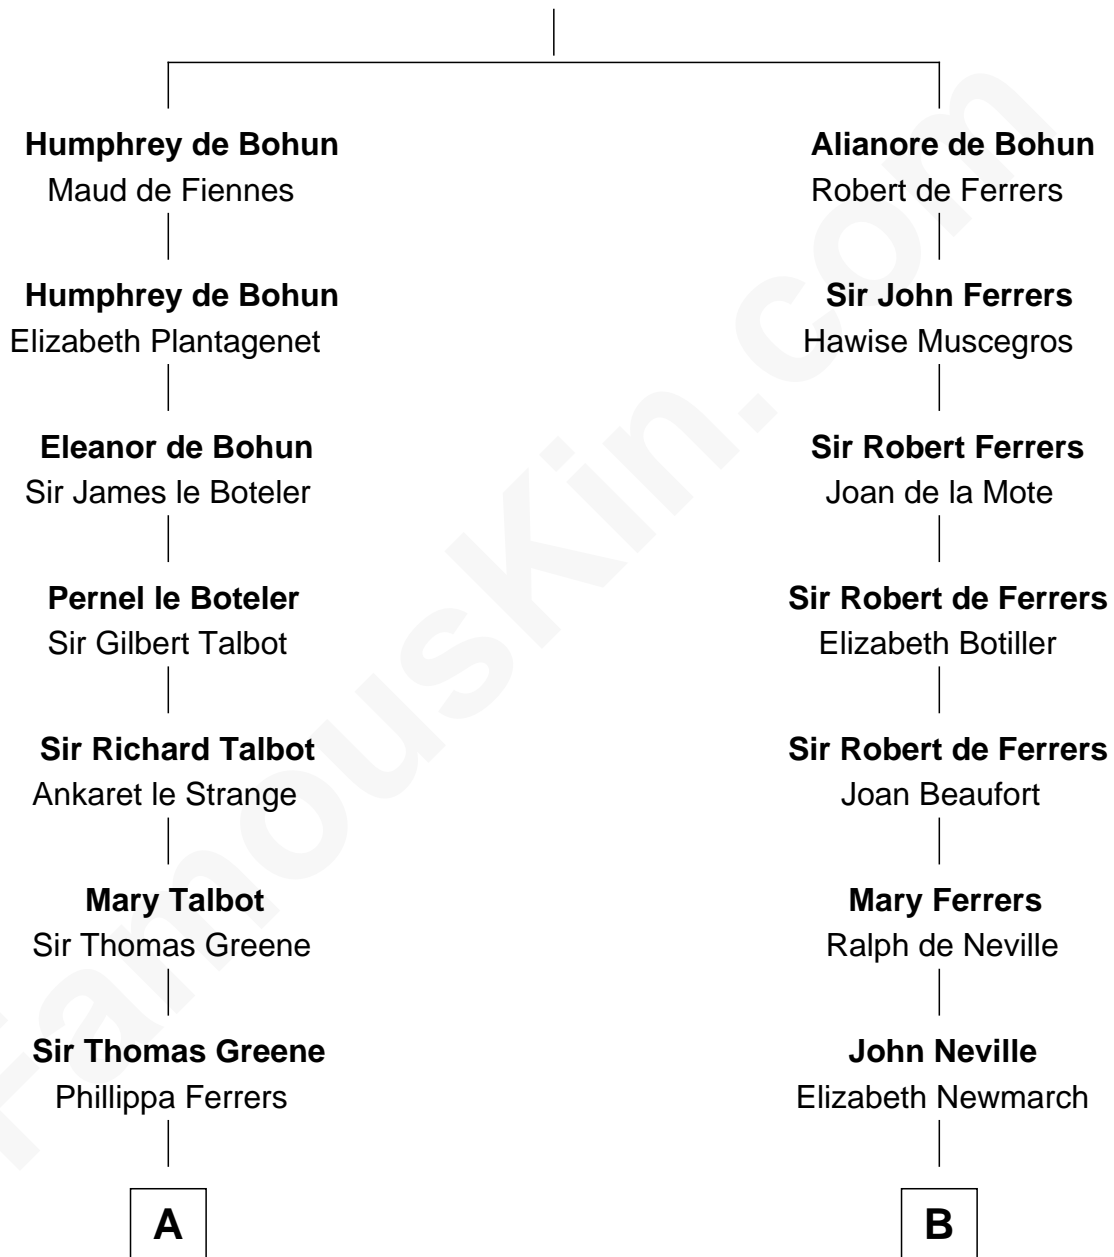 Humphrey de Bohun
Maud de Fiennes
Humphrey de Bohun
Elizabeth Plantagenet
Eleanor de Bohun
Sir James le Boteler
Pernel le Boteler
Sir Gilbert Talbot
Sir Richard Talbot
Ankaret le Strange
Mary Talbot
Sir Thomas Greene
Sir Thomas Greene
Phillippa Ferrers
A
Alianore de Bohun
Robert de Ferrers
Sir John Ferrers
Hawise Muscegros
Sir Robert Ferrers
Joan de la Mote
Sir Robert de Ferrers
Elizabeth Botiller
Sir Robert de Ferrers
Joan Beaufort
Mary Ferrers
Ralph de Neville
John Neville
Elizabeth Newmarch
B
FamousKin.com